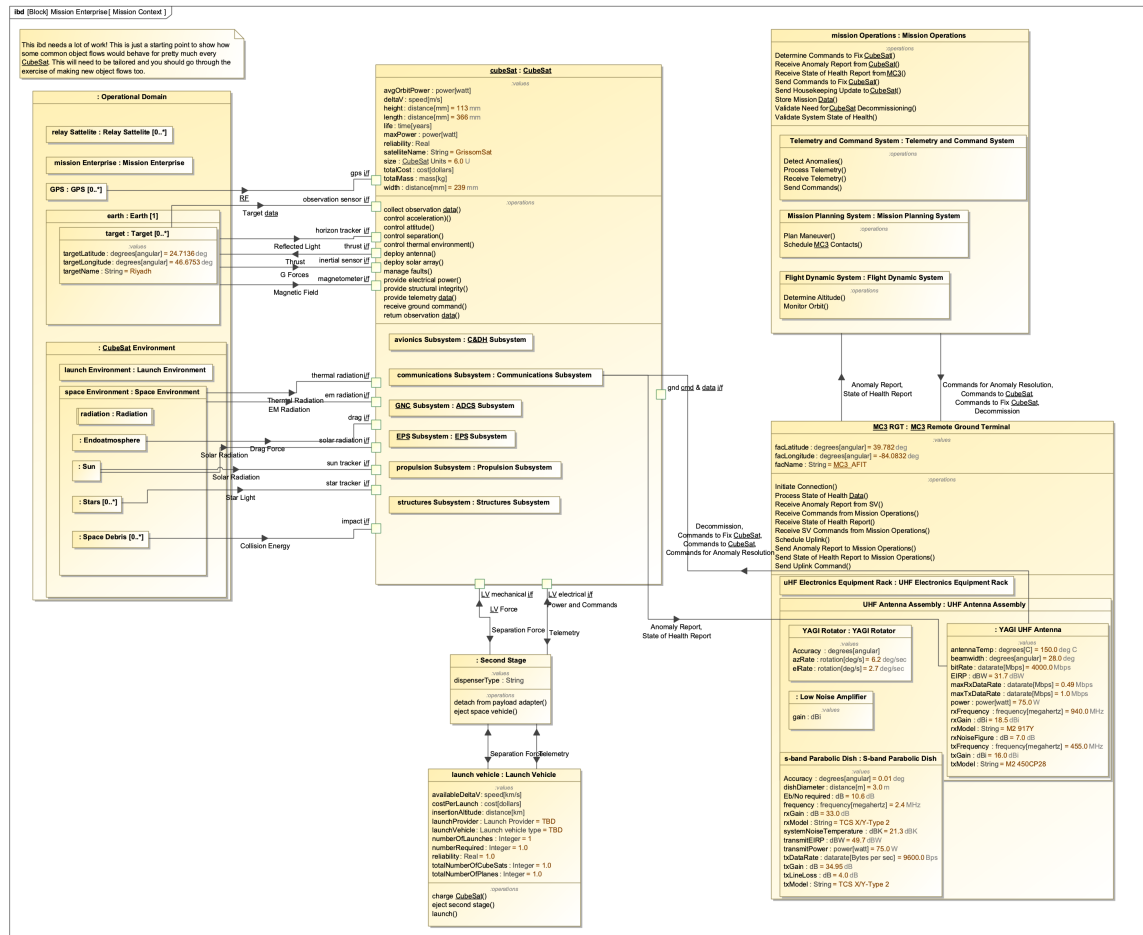 ibd [Block] Mission Enterprise[ Mission Context ]
This ibd needs a lot of work! This is just a starting point to show how
some common object flows would behave for pretty much every
CubeSat. This will need to be tailored and you should go through the
exercise of making new object flows too.
: Operational Domain
relay Sattelite : Relay Sattelite [0..*]
mission Enterprise : Mission Enterprise
GPS : GPS [0..*]
earth : Earth [1]
target : Target [0..*]
:values
targetLatitude : degrees[angular] = 24.7136 deg
targetLongitude : degrees[angular] = 46.6753 deg
targetName : String = Riyadh
: CubeSat Environment
launch Environment : Launch Environment
space Environment : Space Environment
radiation : Radiation
: Endoatmosphere
: Sun
: Stars [0..*]
: Space Debris [0..*]
gps i/f
RF
observation sensor i/f
Target data
horizon tracker i/f
Reflected Light
thrust i/f
Thrust
inertial sensor i/f
G Forces
magnetometer i/f
Magnetic Field
thermal radiation i/f
Thermal Radiation
em radiation i/f
EM Radiation
drag i/f
Drag Force
solar radiation i/f
Solar Radiation
sun tracker i/f
Solar Radiation
star tracker i/f
Star Light
impact i/f
Collision Energy
cubeSat : CubeSat
:values
avgOrbitPower : power[watt]
deltaV : speed[m/s]
height : distance[mm] = 113 mm
length : distance[mm] = 366 mm
life : time[years]
maxPower : power[watt]
reliability : Real
satelliteName : String = GrissomSat
size : CubeSat Units = 6.0 U
totalCost : cost[dollars]
totalMass : mass[kg]
width : distance[mm] = 239 mm
:operations
collect observation data()
control acceleration()
control attitude()
control separation()
control thermal environment()
deploy antenna()
deploy solar array()
manage faults()
provide electrical power()
provide structural integrity()
provide telemetry data()
receive ground command()
return observation data()
avionics Subsystem : C&DH Subsystem
communications Subsystem : Communications Subsystem
GNC Subsystem : ADCS Subsystem
EPS Subsystem : EPS Subsystem
propulsion Subsystem : Propulsion Subsystem
structures Subsystem : Structures Subsystem
gnd cmd & data i/f
LV mechanical i/f
LV electrical i/f
LV Force
Power and Commands
Separation Force
Telemetry
: Second Stage
:values
dispenserType : String
:operations
detach from payload adapter()
eject space vehicle()
Separation Force
Telemetry
launch vehicle : Launch Vehicle
:values
availableDeltaV: speed[km/s]
costPerLaunch : cost[dollars]
insertionAltitude : distance[km]
launchProvider : Launch Provider = TBD
launchVehicle : Launch vehicle type = TBD
numberOfLaunches : Integer = 1
numberRequired : Integer = 1.0
reliability : Real = 1.0
totalNumberOfCubeSats : Integer = 1.0
totalNumberOfPlanes : Integer = 1.0
:operations
charge CubeSat()
eject second stage()
launch()
mission Operations : Mission Operations
:operations
Determine Commands to Fix CubeSat()
Receive Anomaly Report from CubeSat()
Receive State of Health Report from MC3()
Send Commands to Fix CubeSat()
Send Housekeeping Update to CubeSat()
Store Mission Data()
Validate Need for CubeSat Decommissioning()
Validate System State of Health()
Telemetry and Command System : Telemetry and Command System
:operations
Detect Anomalies()
Process Telemetry()
Receive Telemetry()
Send Commands()
Mission Planning System : Mission Planning System
:operations
Plan Maneuver()
Schedule MC3 Contacts()
Flight Dynamic System : Flight Dynamic System
:operations
Determine Altitude()
Monitor Orbit()
Anomaly Report,
State of Health Report
Commands for Anomaly Resolution,
Commands to CubeSat,
Commands to Fix CubeSat,
Decommission
MC3 RGT : MC3 Remote Ground Terminal
:values
facLatitude : degrees[angular] = 39.782 deg
facLongitude : degrees[angular] = -84.0832 deg
facName : String = MC3_AFIT
:operations
Initiate Connection()
Process State of Health Data()
Receive Anomaly Report from SV()
Receive Commands from Mission Operations()
Receive State of Health Report()
Receive SV Commands from Mission Operations()
Schedule Uplink()
Send Anomaly Report to Mission Operations()
Send State of Health Report to Mission Operations()
Send Uplink Command()
Decommission,
Commands to Fix CubeSat,
Commands to CubeSat,
Commands for Anomaly Resolution
Anomaly Report,
State of Health Report
uHF Electronics Equipment Rack : UHF Electronics Equipment Rack
UHF Antenna Assembly : UHF Antenna Assembly
YAGI Rotator : YAGI Rotator
:values
Accuracy : degrees[angular]
azRate : rotation[deg/s] = 6.2 deg/sec
elRate : rotation[deg/s] = 2.7 deg/sec
: Low Noise Amplifier
:values
gain : dBi
: YAGI UHF Antenna
:values
antennaTemp : degrees[C] = 150.0 deg C
beamwidth : degrees[angular] = 28.0 deg
bitRate : datarate[Mbps] = 4000.0 Mbps
EIRP : dBW = 31.7 dBW
maxRxDataRate : datarate[Mbps] = 0.49 Mbps
maxTxDataRate : datarate[Mbps] = 1.0 Mbps
power : power[watt] = 75.0 W
rxFrequency : frequency[megahertz] = 940.0 MHz
rxGain : dBi = 18.5 dBi
rxModel : String = M2 917Y
rxNoiseFigure : dB = 7.0 dB
txFrequency : frequency[megahertz] = 455.0 MHz
txGain : dBi = 16.0 dBi
txModel : String = M2 450CP28
s-band Parabolic Dish : S-band Parabolic Dish
:values
Accuracy : degrees[angular] = 0.01 deg
dishDiameter : distance[m] = 3.0 m
Eb/No required : dB = 10.6 dB
frequency : frequency[megahertz] = 2.4 MHz
rxGain : dB = 33.0 dB
rxModel : String = TCS X/Y-Type 2
systemNoiseTemperature : dBK = 21.3 dBK
transmitEIRP : dBW = 49.7 dBW
transmitPower : power[watt] = 75.0 W
txDataRate : datarate[Bytes per sec] = 9600.0 Bps
txGain : dB = 34.95 dB
txLineLoss : dB = 4.0 dB
txModel : String = TCS X/Y-Type 2